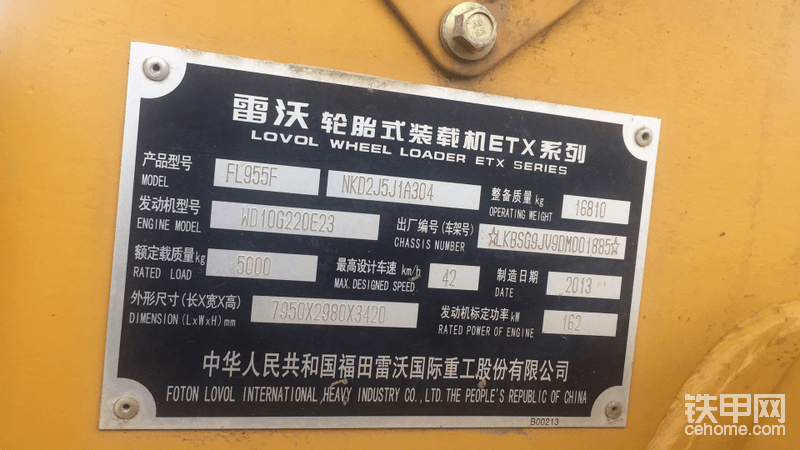 雷沃 轮胎式装载机ETX系列
LOVOL WHEEL LOADER ETX SERIES
产品型号 FL955F NKD2J5J1A304 整备质量 kg 16810
MODEL OPERATING WEIGHT
发动机型号 WD10G220E23 出厂编号(车架号) ☆LKBSG9JV9DM001885☆
ENGINE MODEL CHASSIS NUMBER
额定载质量kg 5000 最高设计车速 km/h 42 制造日期 2013
RATED LOAD MAX. DESIGNED SPEED DATE
外形尺寸(长X宽X高) 7950X2980X3420 发动机标定功率 kW 162
DIMENSION (LxWxH) mm RATED POWER OF ENGINE
中华人民共和国福田雷沃国际重工股份有限公司
FOTON LOVOL INTERNATIONAL HEAVY INDUSTRY CO., LTD. THE PEOPLE'S REPUBLIC OF CHINA
B00213
铁甲网
cehome.com